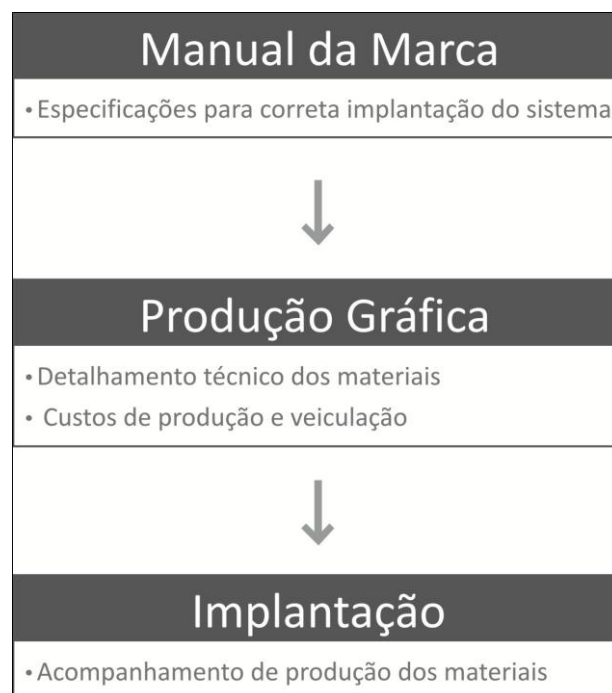 Manual da Marca
• Especificações para correta implantação do sistema
Produção Gráfica
• Detalhamento técnico dos materiais
• Custos de produção e veiculação
Implantação
• Acompanhamento de produção dos materiais